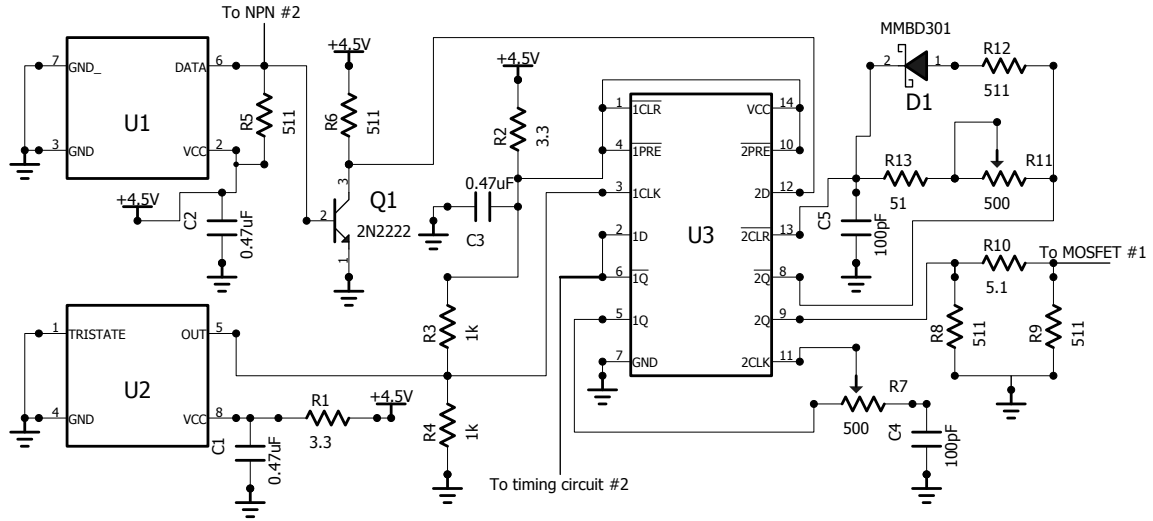 To NPN #2
+4.5V
+4.5V
MMBD301
7 GND_ DATA 6
U1
3 GND VCC 2
R5 511
R6 511
R2 3.3
2 1
D1
R12
511
+4.5V
C2 0.47uF
3
2
1
Q1
2N2222
0.47uF
C3
1 1CLR VCC 14
4 1PRE 2PRE 10
3 1CLK 2D 12
U3
2 1D 2CLR 13
6 1Q 2Q 8
5 1Q 2Q 9
7 GND 2CLK 11
R13
51
R11
500
C5 100pF
R10
5.1
To MOSFET #1
R8 511
R9 511
1 TRISTATE OUT 5
U2
4 GND VCC 8
R3 1k
R4 1k
R1
3.3
+4.5V
C1 0.47uF
R7
500
C4 100pF
To timing circuit #2